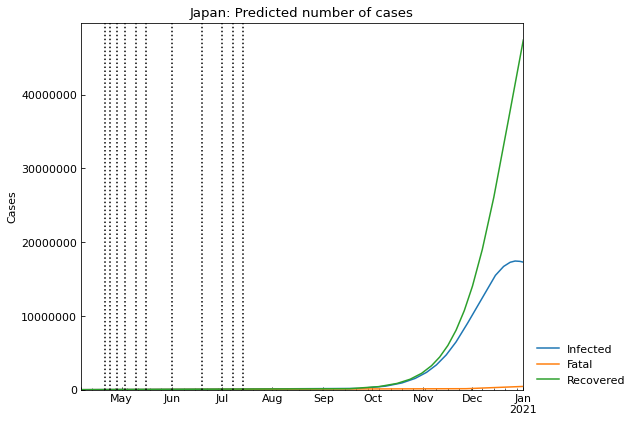 Japan: Predicted number of cases
Cases
40000000
30000000
20000000
10000000
0
May Jun Jul Aug Sep Oct Nov Dec Jan
2021
Infected
Fatal
Recovered